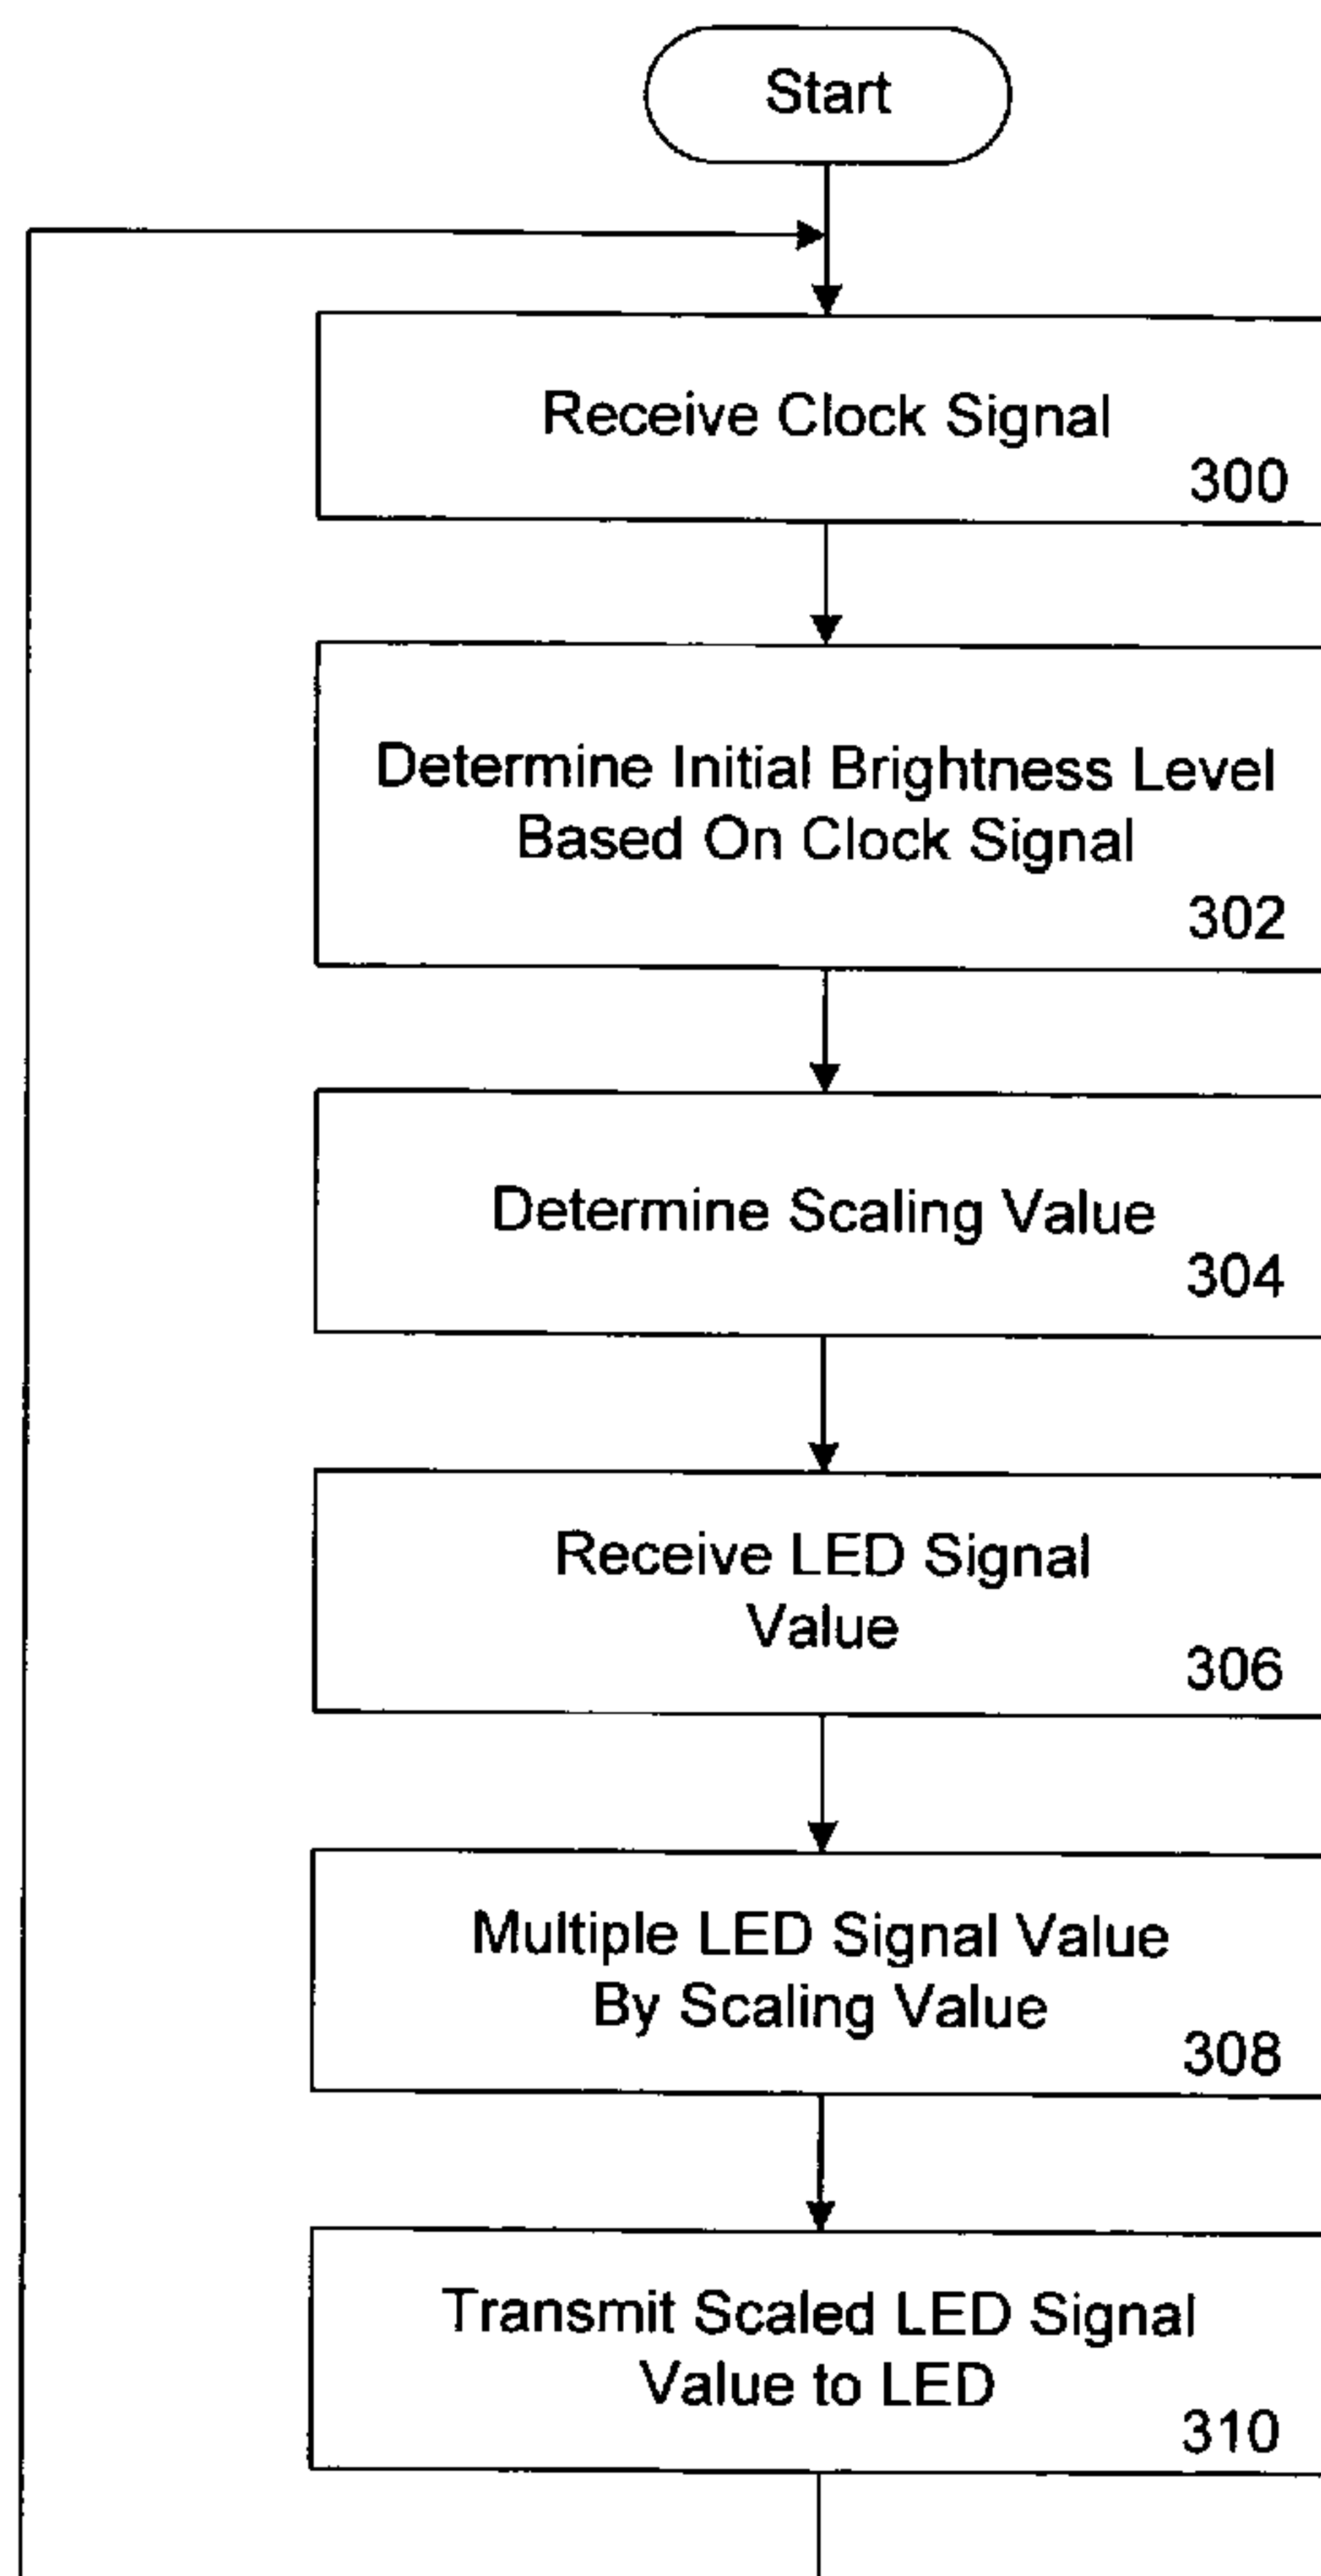 Start
Receive Clock Signal
300
Determine Initial Brightness Level
Based On Clock Signal
302
Determine Scaling Value
304
Receive LED Signal
Value
306
Multiple LED Signal Value
By Scaling Value
308
Transmit Scaled LED Signal
Value to LED
310